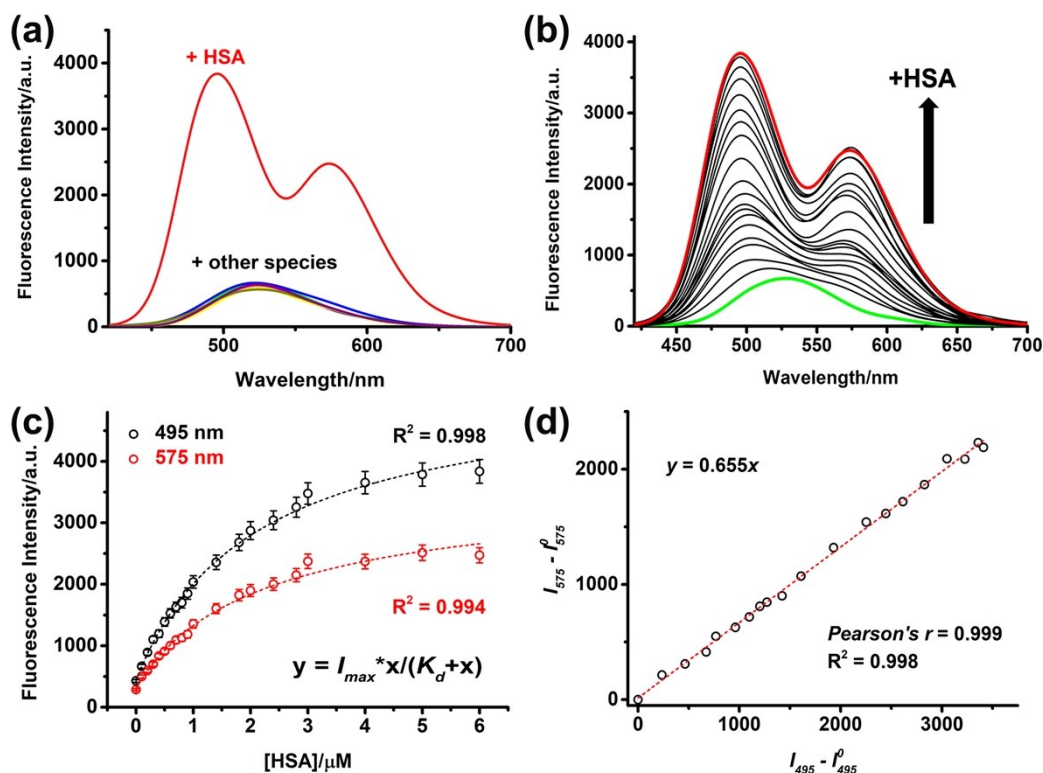 (a)
4000
3000
2000
1000
0
Fluorescence Intensity/a.u.
+ HSA
+ other species
500
600
700
Wavelength/nm
(b)
4000
3000
2000
1000
0
Fluorescence Intensity/a.u.
+HSA
450
500
550
600
650
700
Wavelength/nm
(c)
495 nm
575 nm
R² = 0.998
R² = 0.994
y = Imax*x/(Kd+x)
5000
4000
3000
2000
1000
0
Fluorescence Intensity/a.u.
0
1
2
3
4
5
6
[HSA]/μM
(d)
y = 0.655x
Pearson's r = 0.999
R² = 0.998
2000
1000
0
I575 - I⁰575
0
1000
2000
3000
I495 - I⁰495